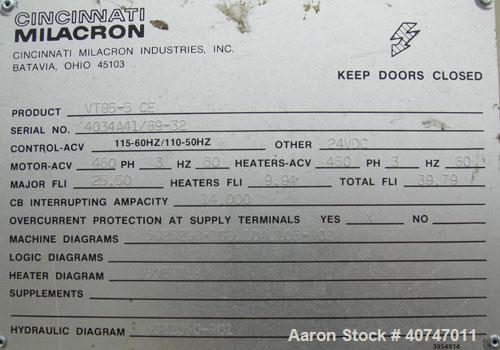 CINCINNATI
MILACRON
CINCINNATI MILACRON INDUSTRIES, INC.
BATAVIA, OHIO 45103
KEEP DOORS CLOSED
PRODUCT VT85-5 CE
SERIAL NO. 4034A41/89-32
CONTROL-ACV 115-60HZ/110-50HZ OTHER 24VDC
MOTOR-ACV 460 PH 3 HZ 60 HEATERS-ACV 460 PH 3 HZ 60
MAJOR FLI 25.50 HEATERS FLI 9.94 TOTAL FLI 39.79
CB INTERRUPTING AMPACITY 14,000
OVERCURRENT PROTECTION AT SUPPLY TERMINALS YES X NO
MACHINE DIAGRAMS
LOGIC DIAGRAMS
HEATER DIAGRAM
SUPPLEMENTS
HYDRAULIC DIAGRAM
3954914
Aaron Stock # 40747011